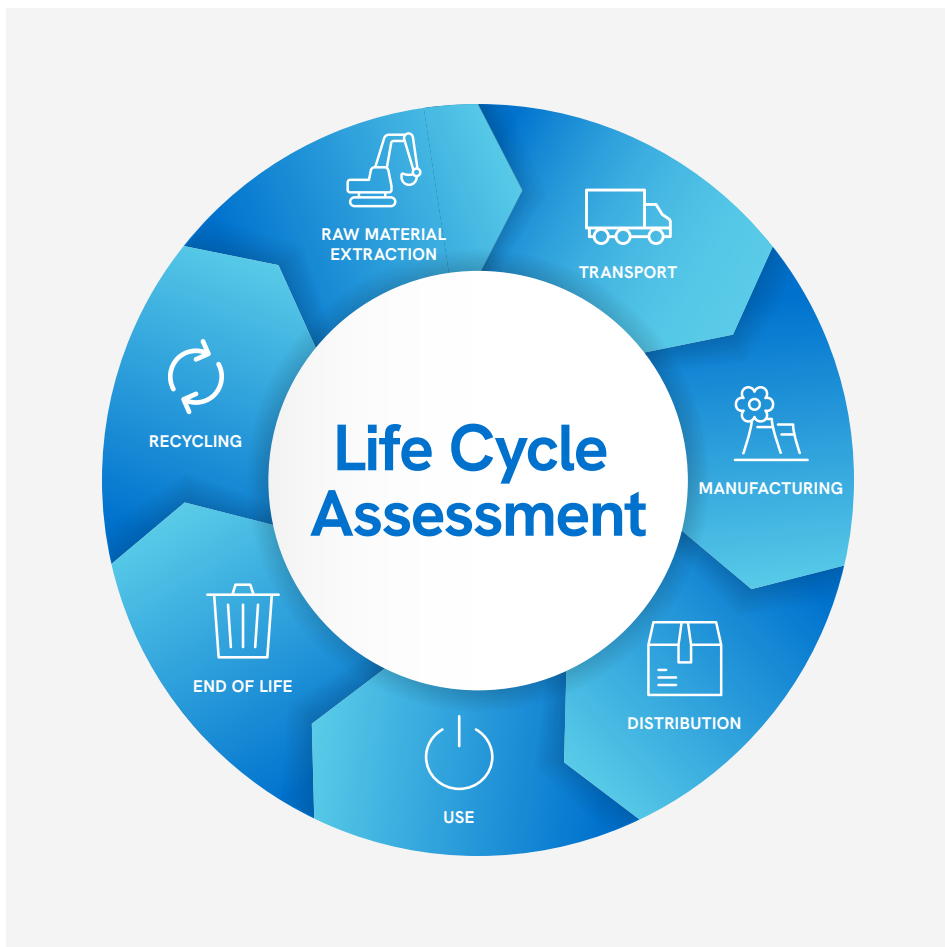 RAW MATERIAL
EXTRACTION
TRANSPORT
MANUFACTURING
DISTRIBUTION
USE
END OF LIFE
RECYCLING
Life Cycle
Assessment